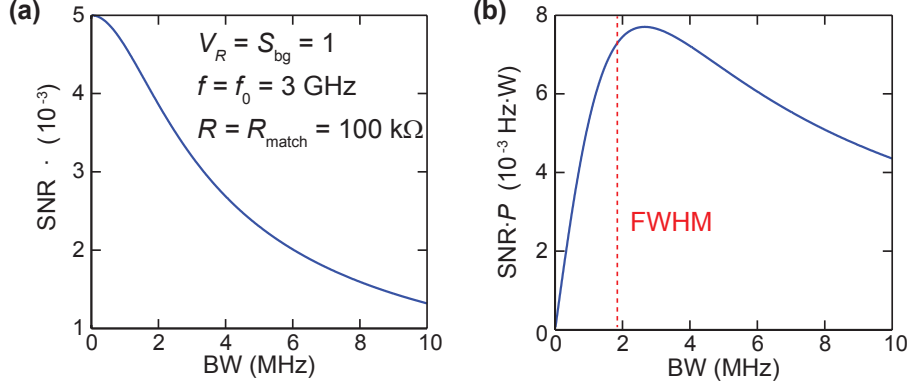 (a)
SNR · (10⁻³)
5
4
3
2
1
V_R = S_bg = 1
f = f₀ = 3 GHz
R = R_match = 100 kΩ
0 2 4 6 8 10
BW (MHz)
(b)
SNR·P (10⁻³ Hz·W)
8
6
4
2
0
FWHM
0 2 4 6 8 10
BW (MHz)